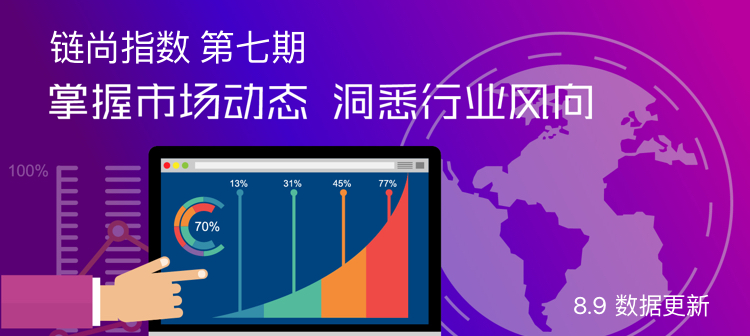 链尚指数 第七期
掌握市场动态 洞悉行业风向
100%
13% 31% 45% 77%
70%
8.9 数据更新